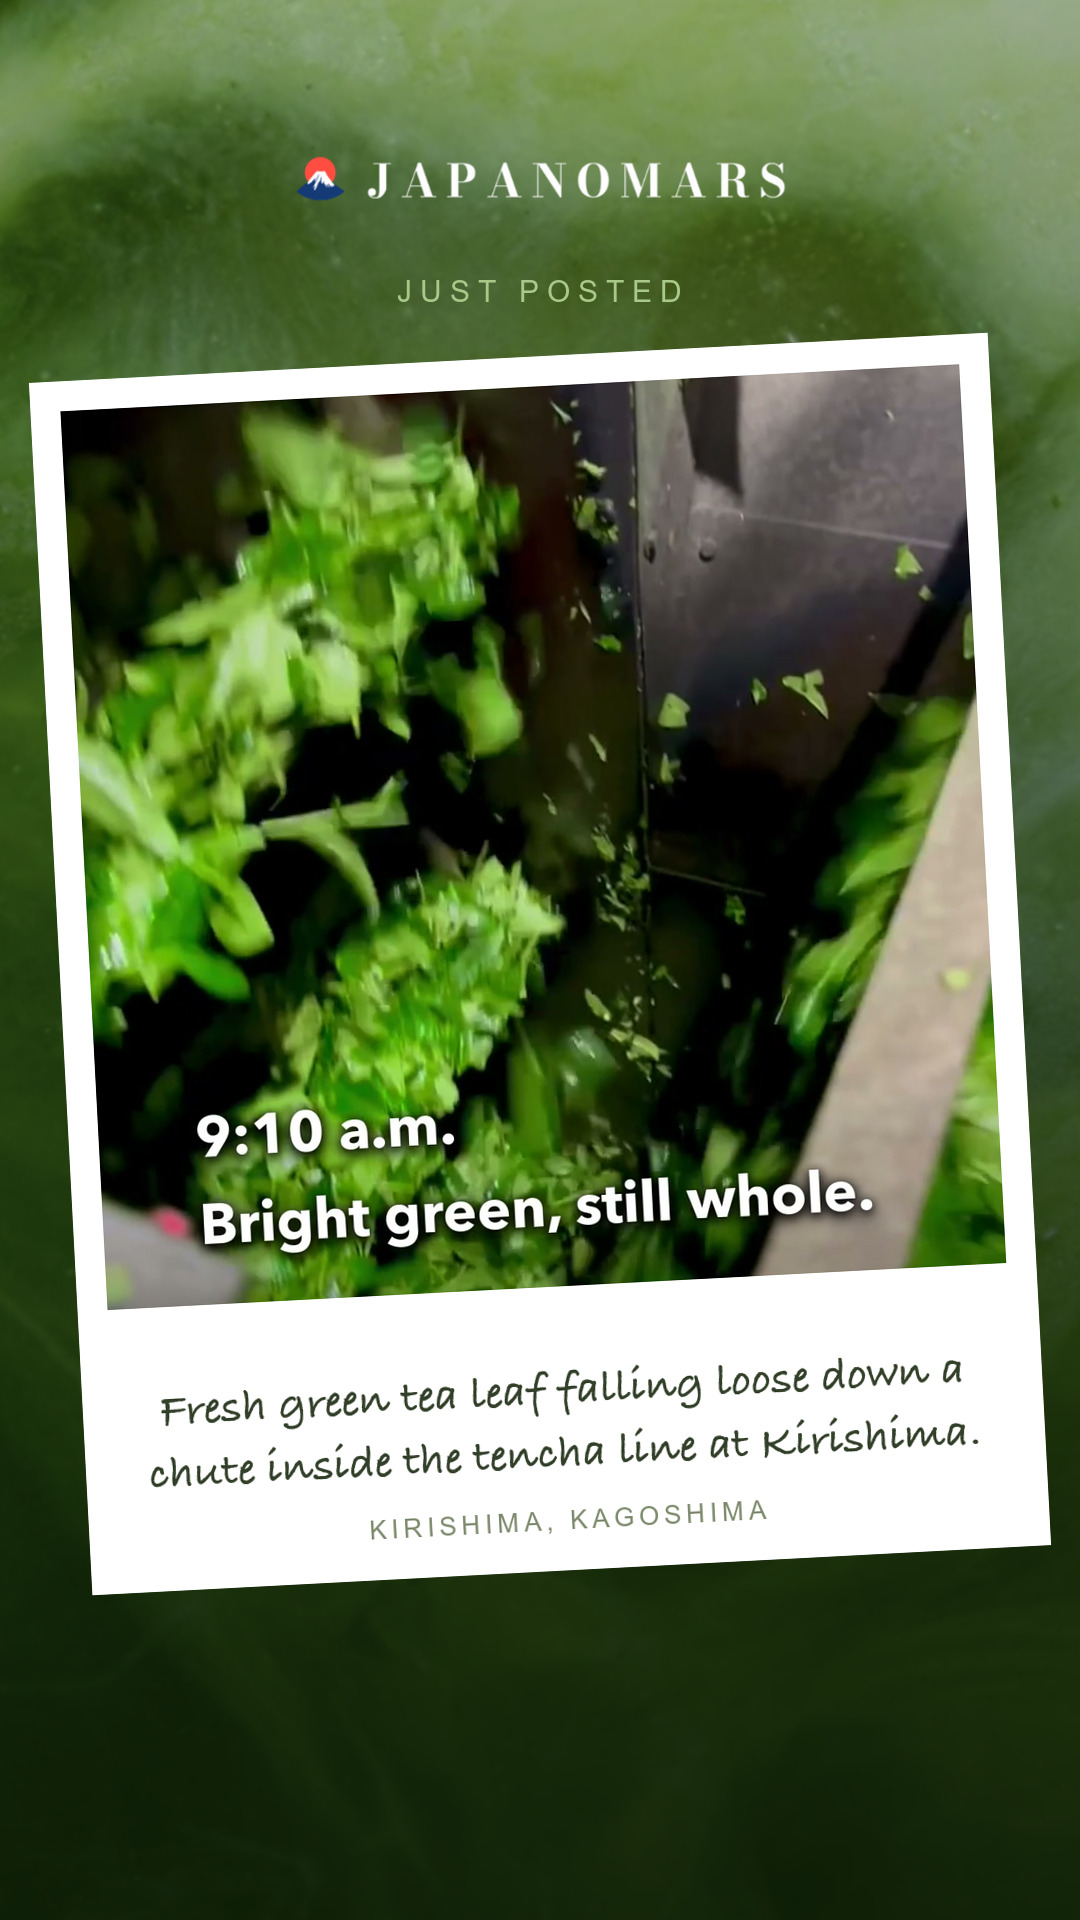 JAPANOMARS
JUST POSTED
9:10 a.m.
Bright green, still whole.
Fresh green tea leaf falling loose down a
chute inside the tencha line at Kirishima.
KIRISHIMA, KAGOSHIMA